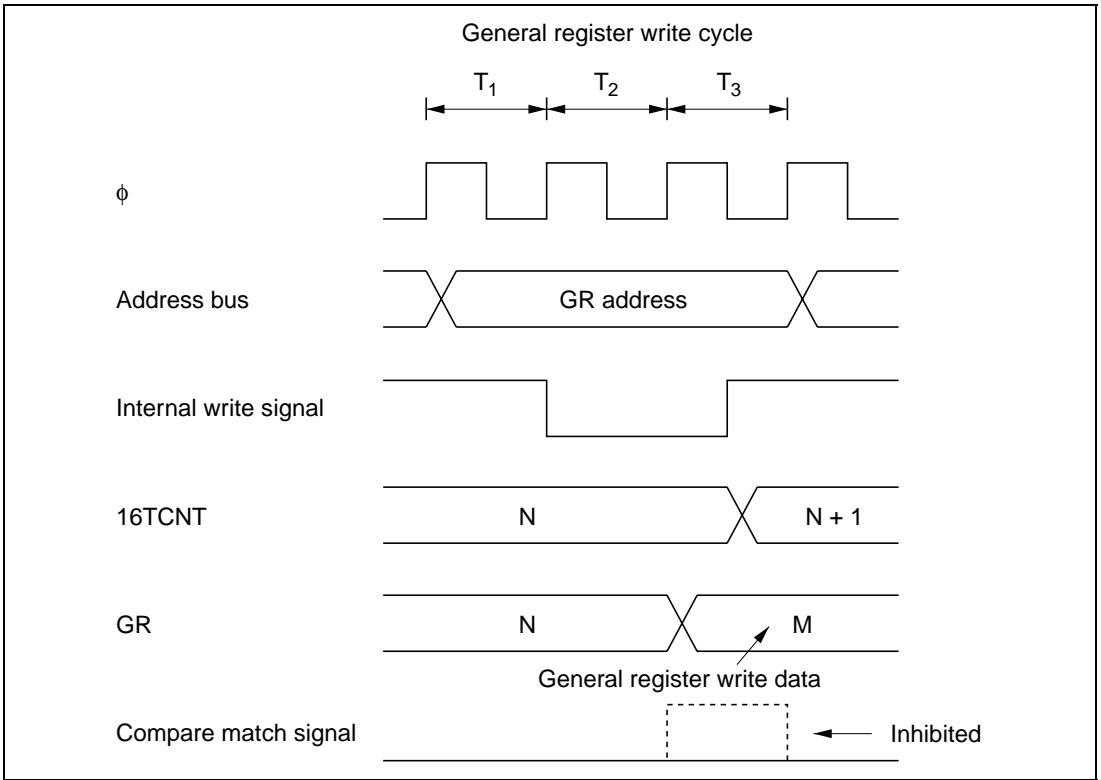 General register write cycle
T1 T2 T3
ϕ
Address bus GR address
Internal write signal
16TCNT N N + 1
GR N M
General register write data
Compare match signal Inhibited